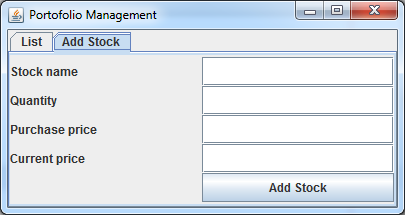 Portofolio Management
List Add Stock
Stock name
Quantity
Purchase price
Current price
Add Stock